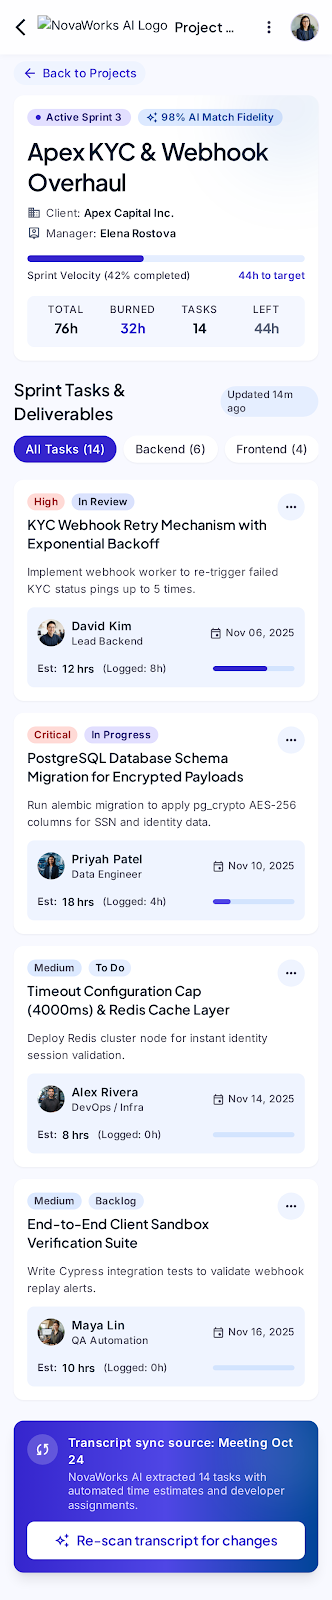 NovaWorks AI Logo Project ...
Back to Projects
Active Sprint 3
98% AI Match Fidelity
Apex KYC & Webhook
Overhaul
Client: Apex Capital Inc.
Manager: Elena Rostova
Sprint Velocity (42% completed)
44h to target
TOTAL
76h
BURNED
32h
TASKS
14
LEFT
44h
Sprint Tasks &
Deliverables
Updated 14m
ago
All Tasks (14)
Backend (6)
Frontend (4)
High
In Review
KYC Webhook Retry Mechanism with
Exponential Backoff
Implement webhook worker to re-trigger failed
KYC status pings up to 5 times.
David Kim
Lead Backend
Nov 06, 2025
Est: 12 hrs (Logged: 8h)
Critical
In Progress
PostgreSQL Database Schema
Migration for Encrypted Payloads
Run alembic migration to apply pg_crypto AES-256
columns for SSN and identity data.
Priyah Patel
Data Engineer
Nov 10, 2025
Est: 18 hrs (Logged: 4h)
Medium
To Do
Timeout Configuration Cap
(4000ms) & Redis Cache Layer
Deploy Redis cluster node for instant identity
session validation.
Alex Rivera
DevOps / Infra
Nov 14, 2025
Est: 8 hrs (Logged: 0h)
Medium
Backlog
End-to-End Client Sandbox
Verification Suite
Write Cypress integration tests to validate webhook
replay alerts.
Maya Lin
QA Automation
Nov 16, 2025
Est: 10 hrs (Logged: 0h)
Transcript sync source: Meeting Oct
24
NovaWorks AI extracted 14 tasks with
automated time estimates and developer
assignments.
Re-scan transcript for changes